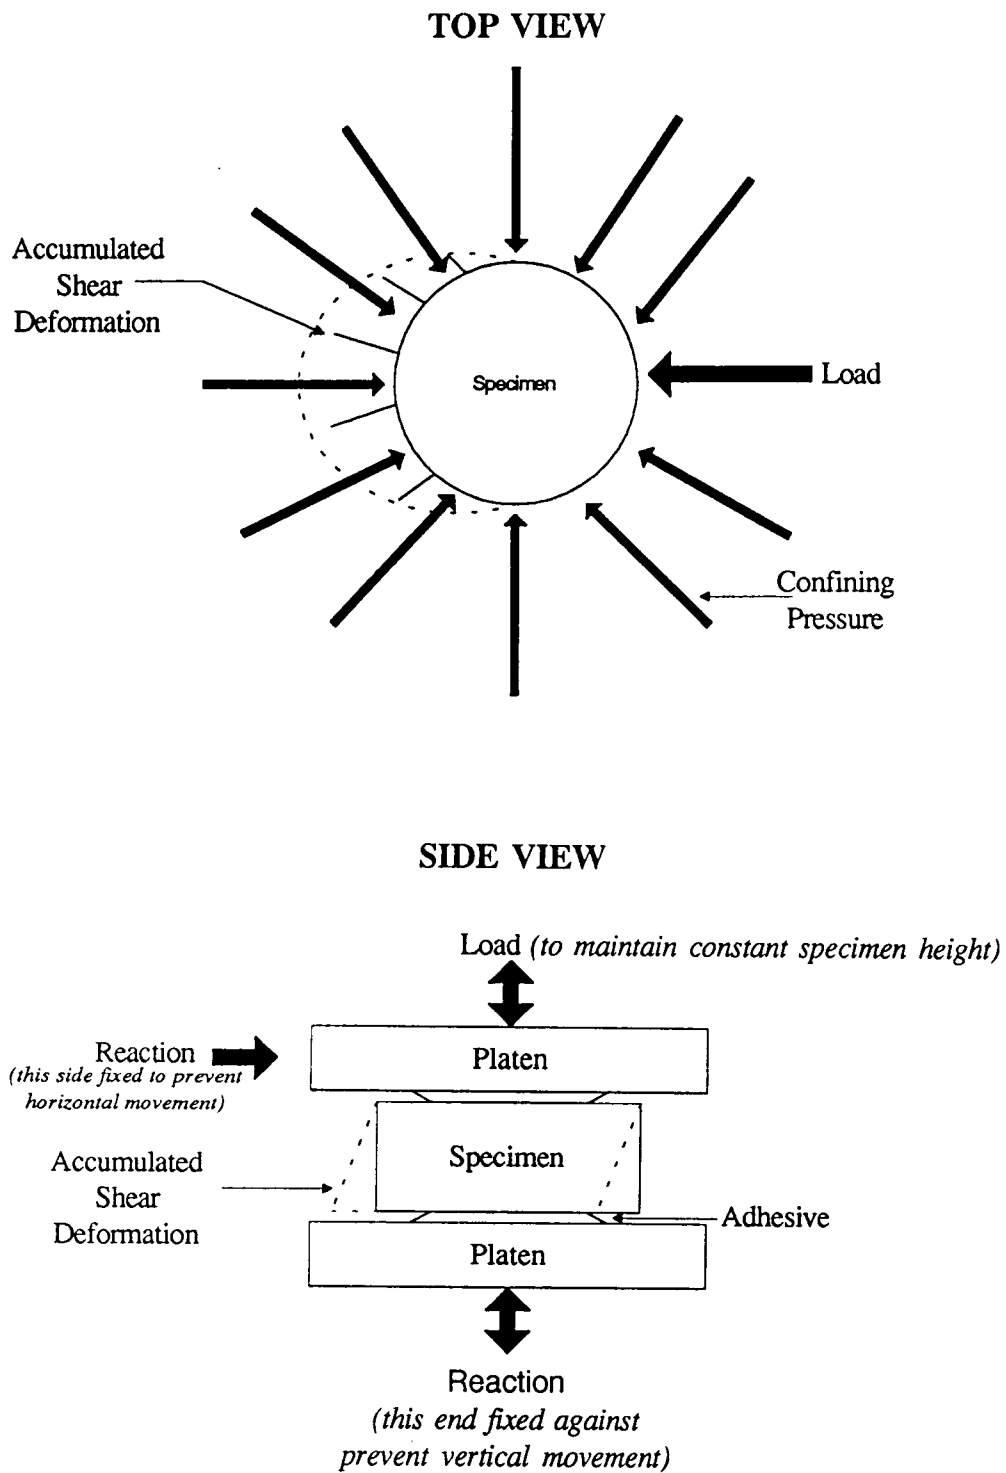 TOP VIEW
Accumulated
Shear
Deformation
Specimen
Load
Confining
Pressure
SIDE VIEW
Load (to maintain constant specimen height)
Reaction
(this side fixed to prevent
horizontal movement)
Platen
Specimen
Accumulated
Shear
Deformation
Adhesive
Platen
Reaction
(this end fixed against
prevent vertical movement)